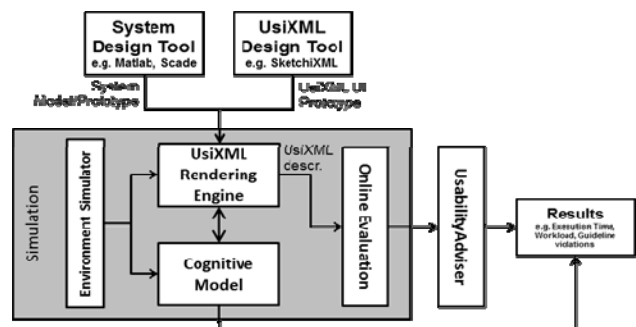 System
Design Tool
e.g. Matlab, Scade
UsiXML
Design Tool
e.g. SketchiXML
System
Model/Prototype
UsiXML UI
Prototype
Simulation
Environment Simulator
UsiXML
Rendering
Engine
UsiXML
descr.
Cognitive
Model
Online Evaluation
UsabilityAdviser
Results
e.g. Execution Time,
Workload, Guideline
violations